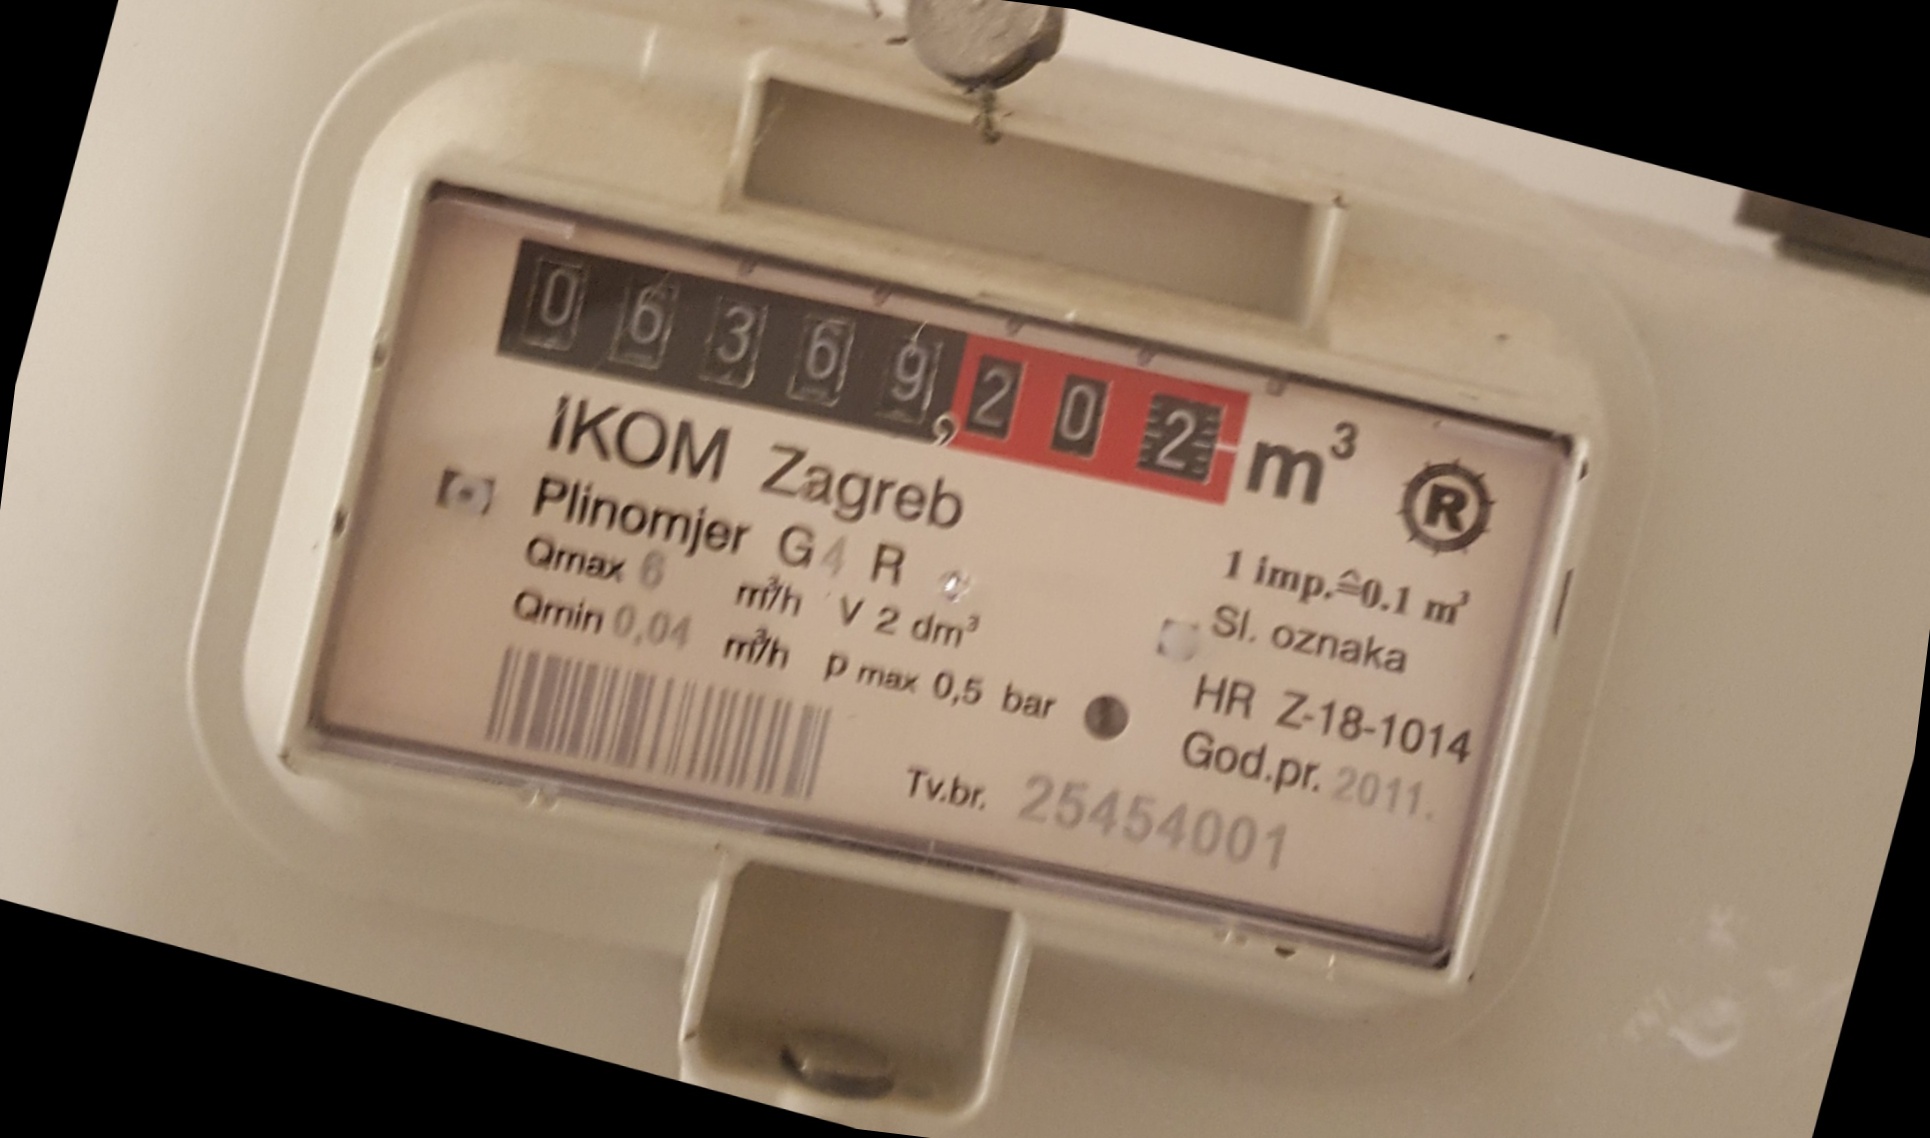 06369,202 m³
IKOM Zagreb
Plinomjer G4 R
Qmax 6 m³/h V 2 dm³
Qmin 0,04 m³/h p max 0,5 bar
R
1 imp.≙0.1 m³
Sl. oznaka
HR Z-18-1014
God.pr. 2011.
Tv.br. 25454001